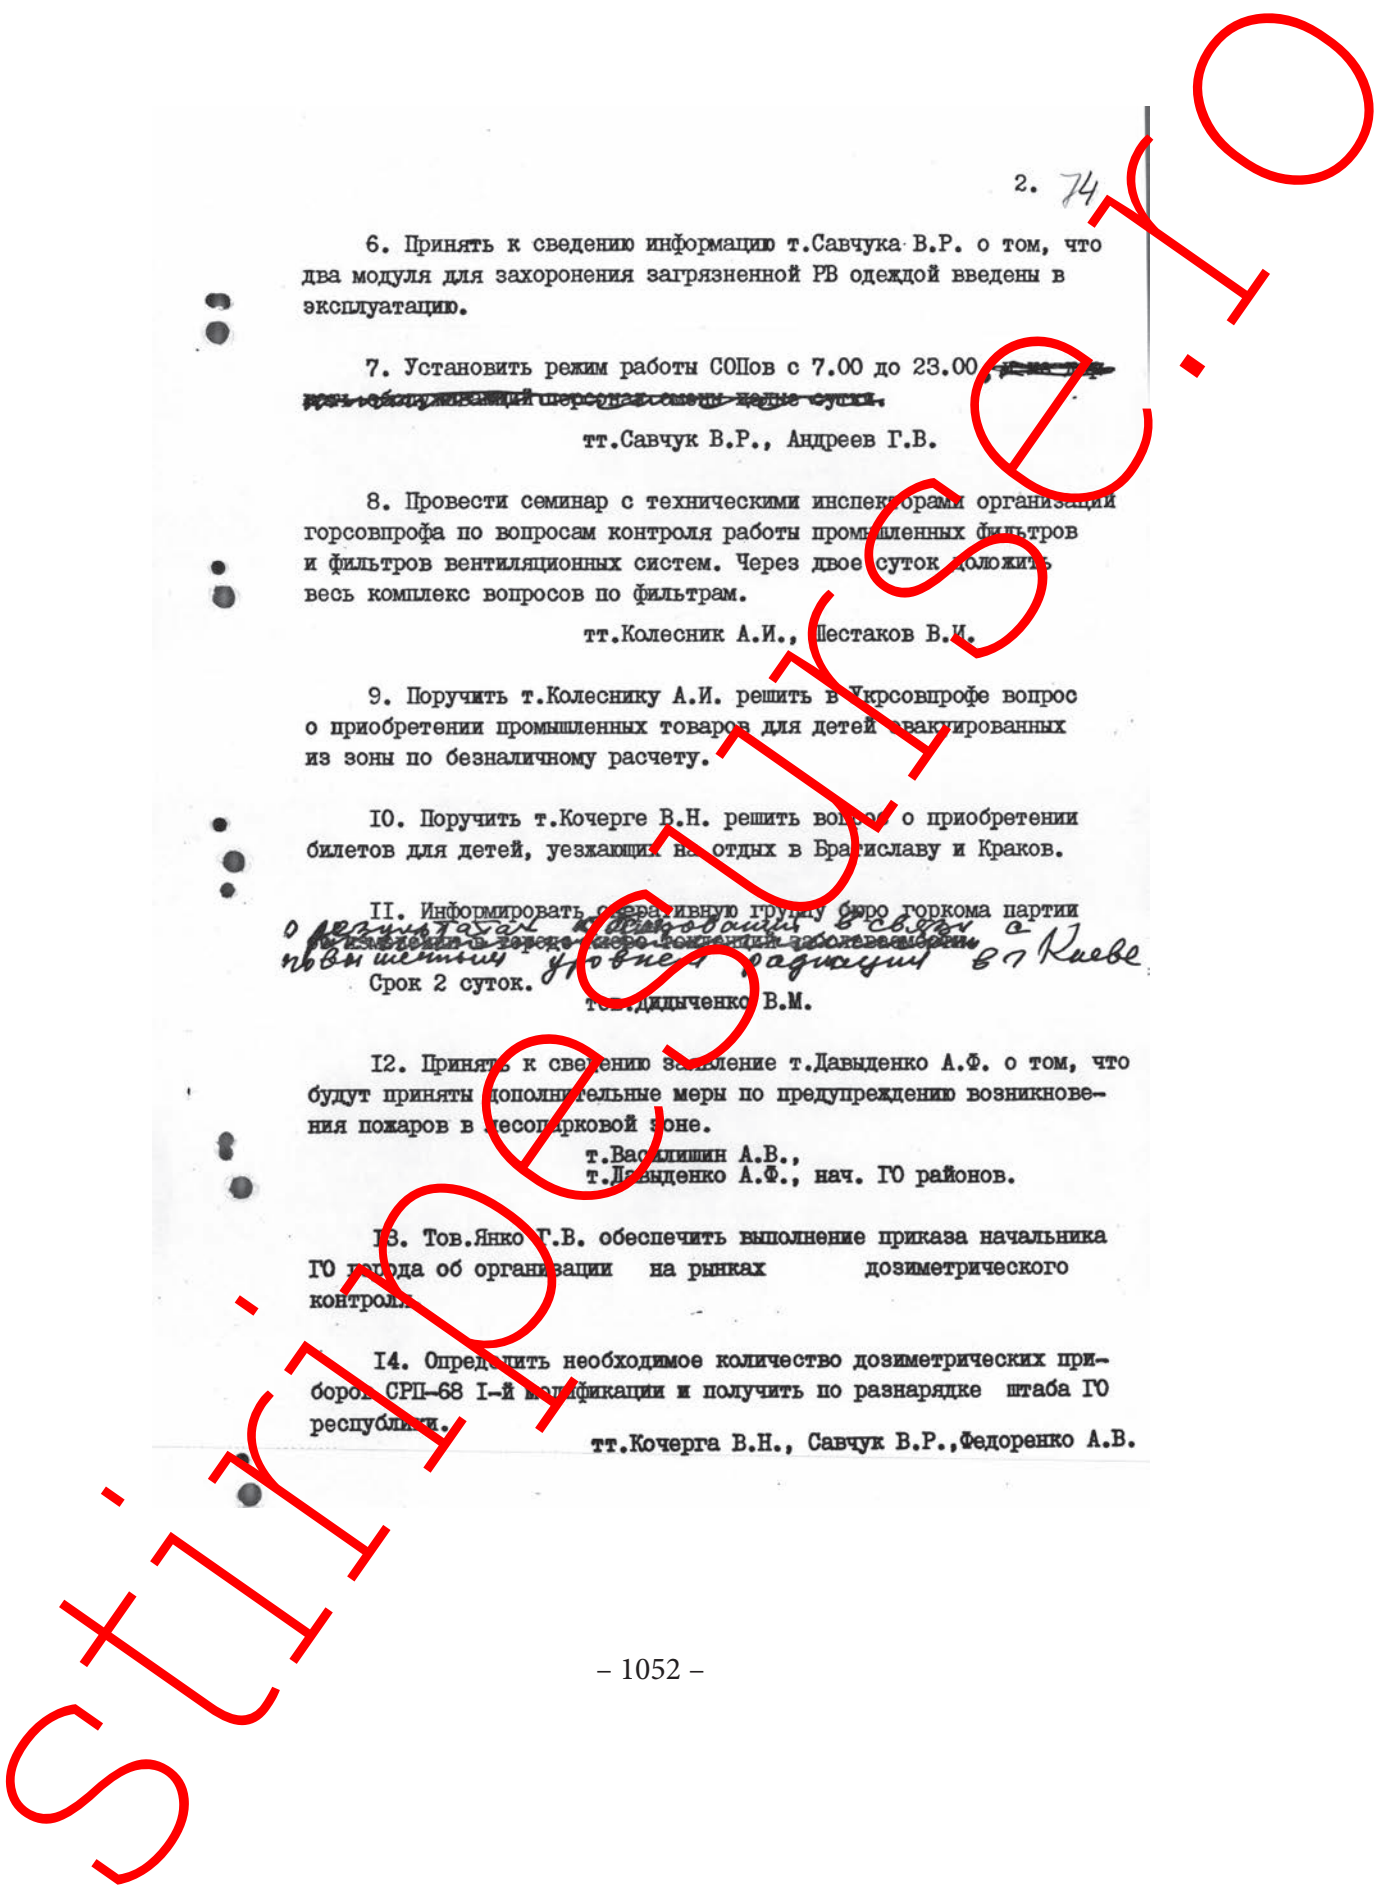 2. 74
6. Принять к сведению информацию т.Савчука В.Р. о том, что
два модуля для захоронения загрязненной РВ одеждой введены в
эксплуатацию.
7. Установить режим работы СОПов с 7.00 до 23.00,
обслуживающий персонал смены целые сутки.
тт.Савчук В.Р., Андреев Г.В.
8. Провести семинар с техническими инспекторами организаций
горсовпрофа по вопросам контроля работы промышленных фильтров
и фильтров вентиляционных систем. Через двое суток доложить
весь комплекс вопросов по фильтрам.
тт.Колесник А.И., Шестаков В.И.
9. Поручить т.Колеснику А.И. решить в Укрсовпрофе вопрос
о приобретении промышленных товаров для детей эвакуированных
из зоны по безналичному расчету.
10. Поручить т.Кочерге В.Н. решить вопрос о приобретении
билетов для детей, уезжающих на отдых в Братиславу и Краков.
11. Информировать оперативную группу бюро горкома партии
о результатах в связи с
повышенным уровнем радиации в г Киеве
Срок 2 суток.
тов.Дидыченко В.М.
12. Принять к сведению заявление т.Давыденко А.Ф. о том, что
будут приняты дополнительные меры по предупреждению возникнове-
ния пожаров в лесопарковой зоне.
т.Василишин А.В.,
т.Давыденко А.Ф., нач. ГО районов.
13. Тов.Янко Г.В. обеспечить выполнение приказа начальника
ГО города об организации на рынках дозиметрического
контроля
14. Определить необходимое количество дозиметрических при-
боров СРП-68 1-й модификации и получить по разнарядке штаба ГО
республики.
тт.Кочерга В.Н., Савчук В.Р.,Федоренко А.В.
– 1052 –
stiripesurse.ro